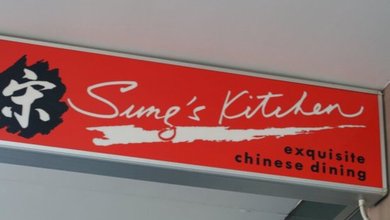 宋 Sung's Kitchen
exquisite
chinese dining